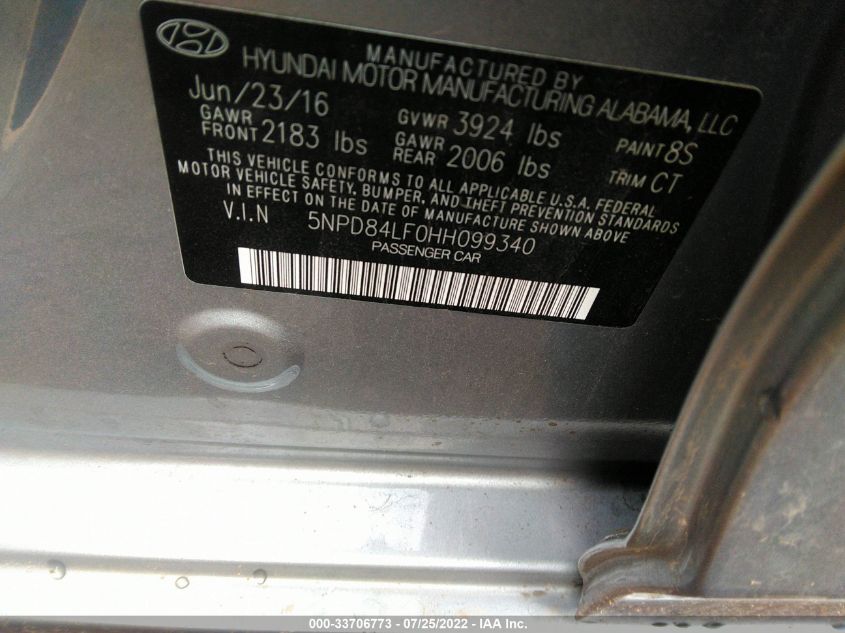 MANUFACTURED BY
HYUNDAI MOTOR MANUFACTURING ALABAMA, LLC
Jun/23/16
GAWR FRONT 2183 lbs
GVWR 3924 lbs
GAWR REAR 2006 lbs
PAINT 8S
TRIM CT
THIS VEHICLE CONFORMS TO ALL APPLICABLE U.S.A. FEDERAL
MOTOR VEHICLE SAFETY, BUMPER, AND THEFT PREVENTION STANDARDS
IN EFFECT ON THE DATE OF MANUFACTURE SHOWN ABOVE
V.I.N 5NPD84LF0HH099340
PASSENGER CAR
000-33706773 - 07/25/2022 - IAA Inc.